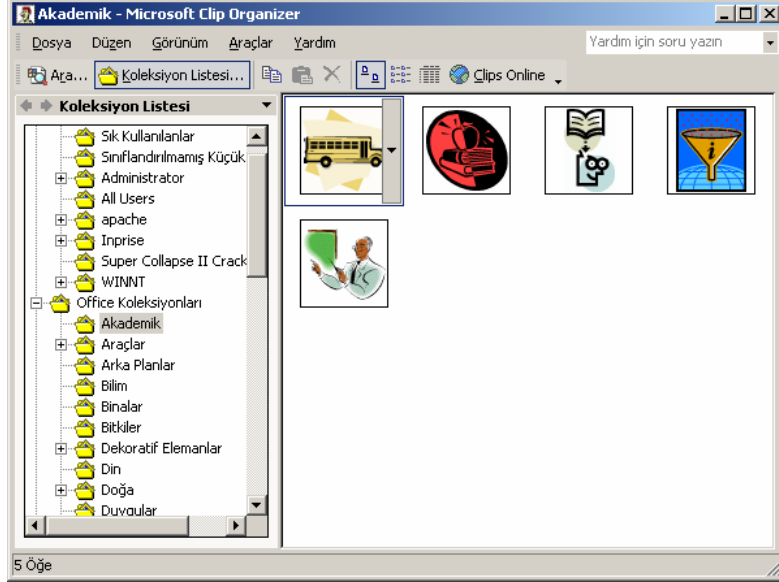 Akademik - Microsoft Clip Organizer
Dosya Düzen Görünüm Araçlar Yardım Yardım için soru yazın
Ara... Koleksiyon Listesi... Clips Online
Koleksiyon Listesi
Sık Kullanılanlar
Sınıflandırılmamış Küçük
Administrator
All Users
apache
Inprise
Super Collapse II Crack
WINNT
Office Koleksiyonları
Akademik
Araçlar
Arka Planlar
Bilim
Binalar
Bitkiler
Dekoratif Elemanlar
Din
Doğa
Duygular
i
5 Öğe